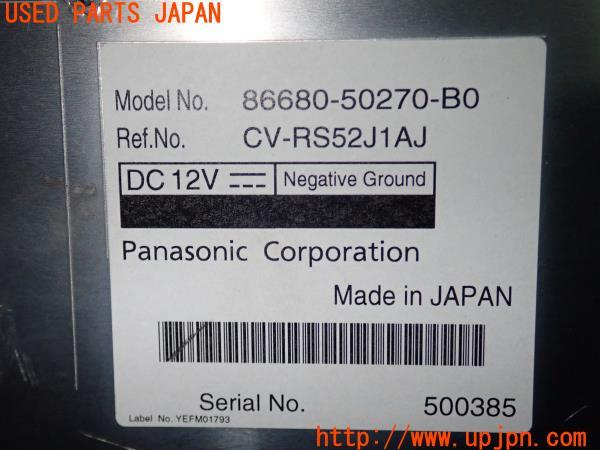 USED PARTS JAPAN
Model No. 86680-50270-B0
Ref.No. CV-RS52J1AJ
DC 12V Negative Ground
Panasonic Corporation
Made in JAPAN
Serial No. 500385
Label No. YEFM01793
http://www.upjpn.com